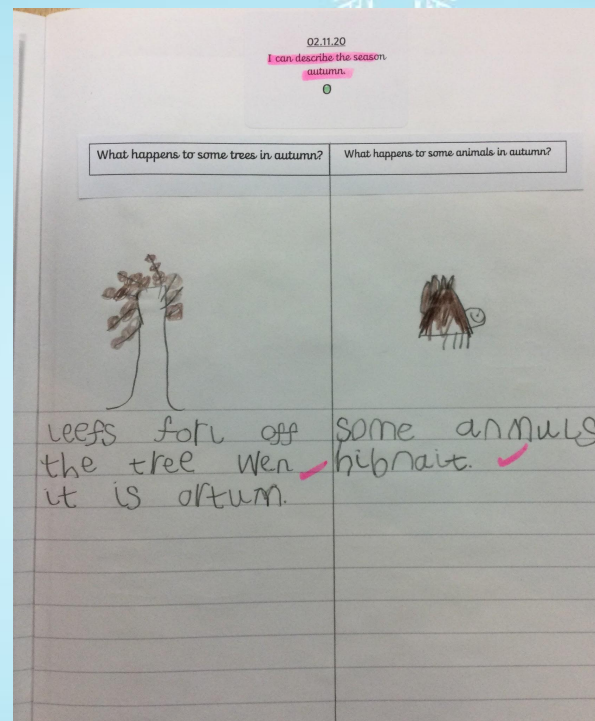 02.11.20
I can describe the season
autumn.
What happens to some trees in autumn?
What happens to some animals in autumn?
leefs forl off
the tree wen
it is ortum.
some annuls
hibnait.